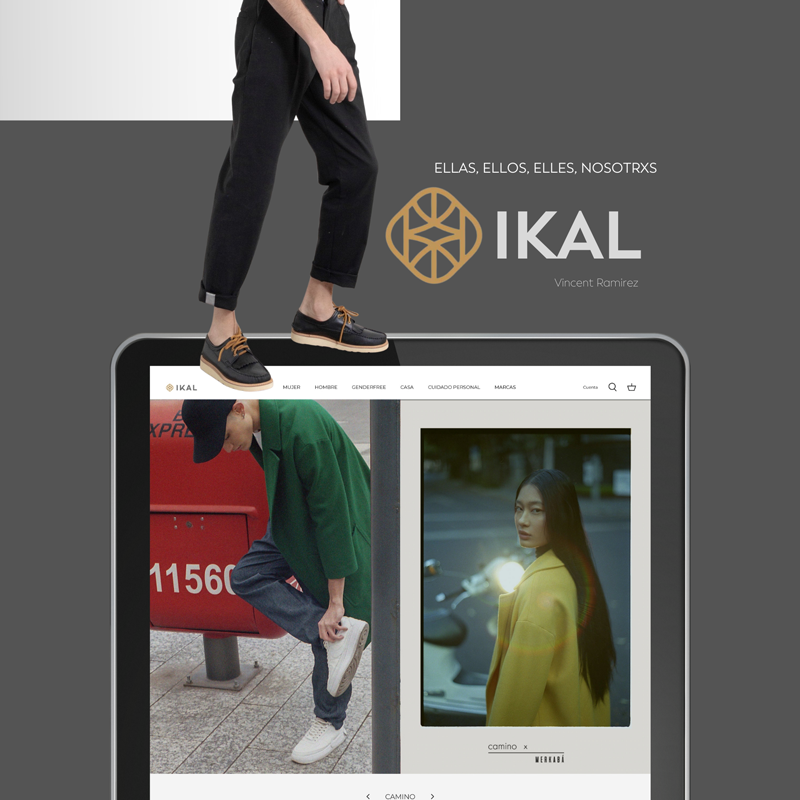 ELLAS, ELLOS, ELLES, NOSOTRXS
IKAL
Vincent Ramirez
IKAL
MUJER HOMBRE GENDERFREE CASA CUIDADO PERSONAL MARCAS Cuenta
11560
camino x
MERKABÁ
CAMINO